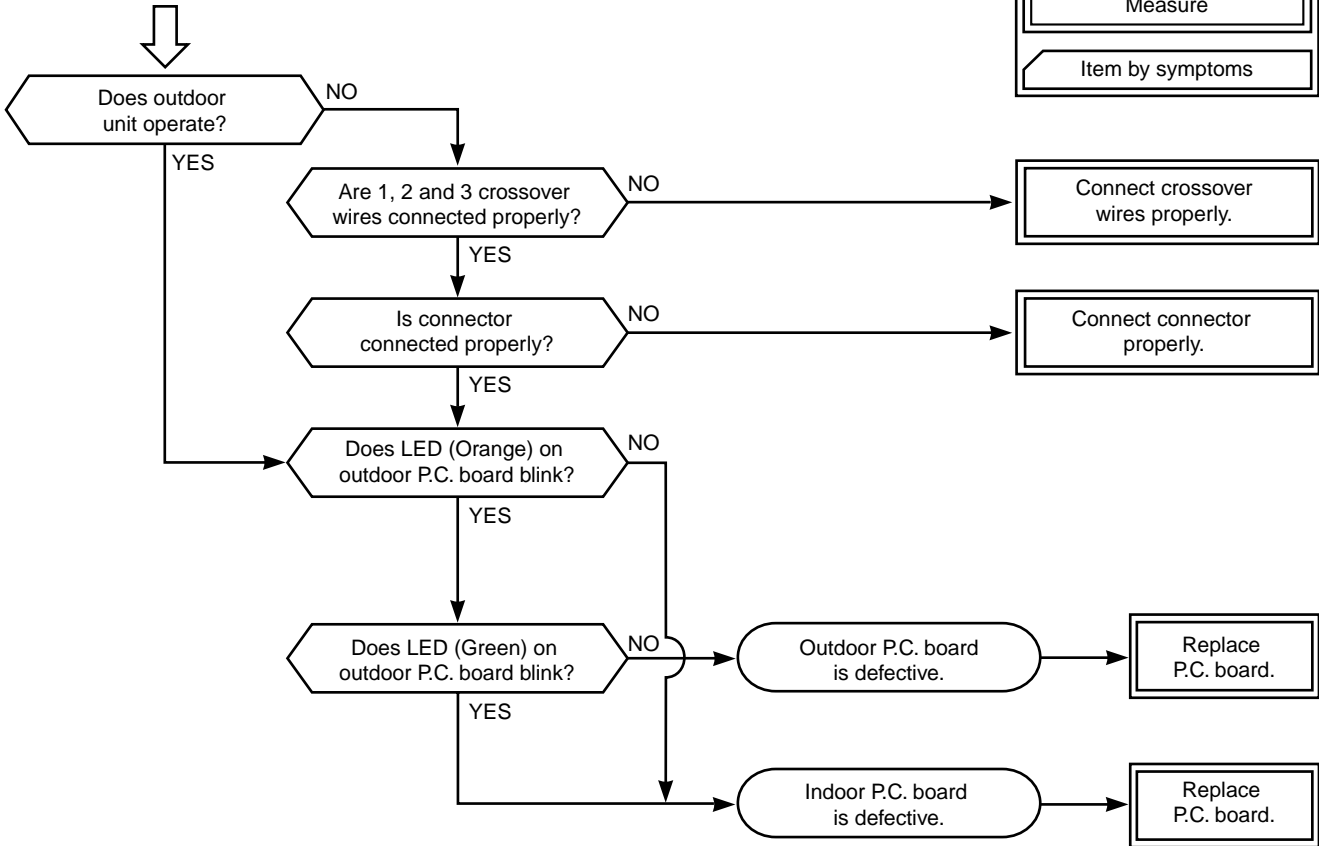 Measure
Item by symptoms
Does outdoor
unit operate?
NO
YES
Are 1, 2 and 3 crossover
wires connected properly?
NO
YES
Connect crossover
wires properly.
Is connector
connected properly?
NO
YES
Connect connector
properly.
Does LED (Orange) on
outdoor P.C. board blink?
NO
YES
Does LED (Green) on
outdoor P.C. board blink?
NO
YES
Outdoor P.C. board
is defective.
Replace
P.C. board.
Indoor P.C. board
is defective.
Replace
P.C. board.